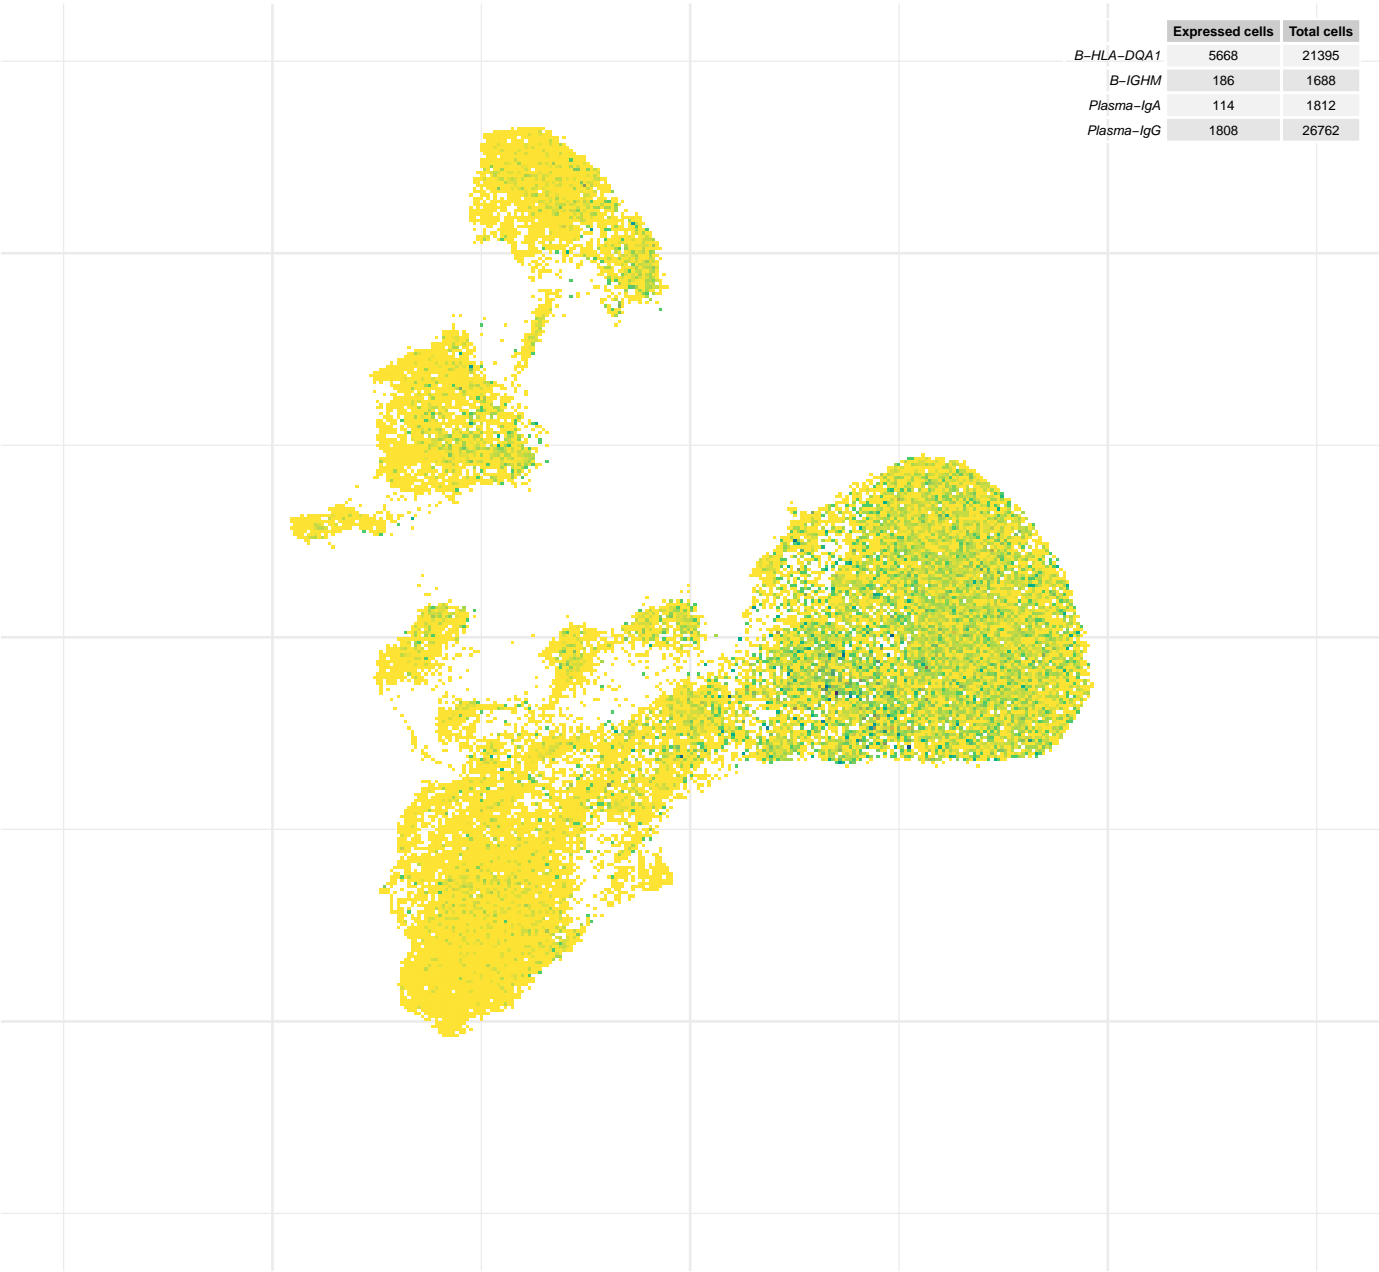 Expressed cells Total cells
B−HLA−DQA1 5668 21395
B−IGHM 186 1688
Plasma−IgA 114 1812
Plasma−IgG 1808 26762